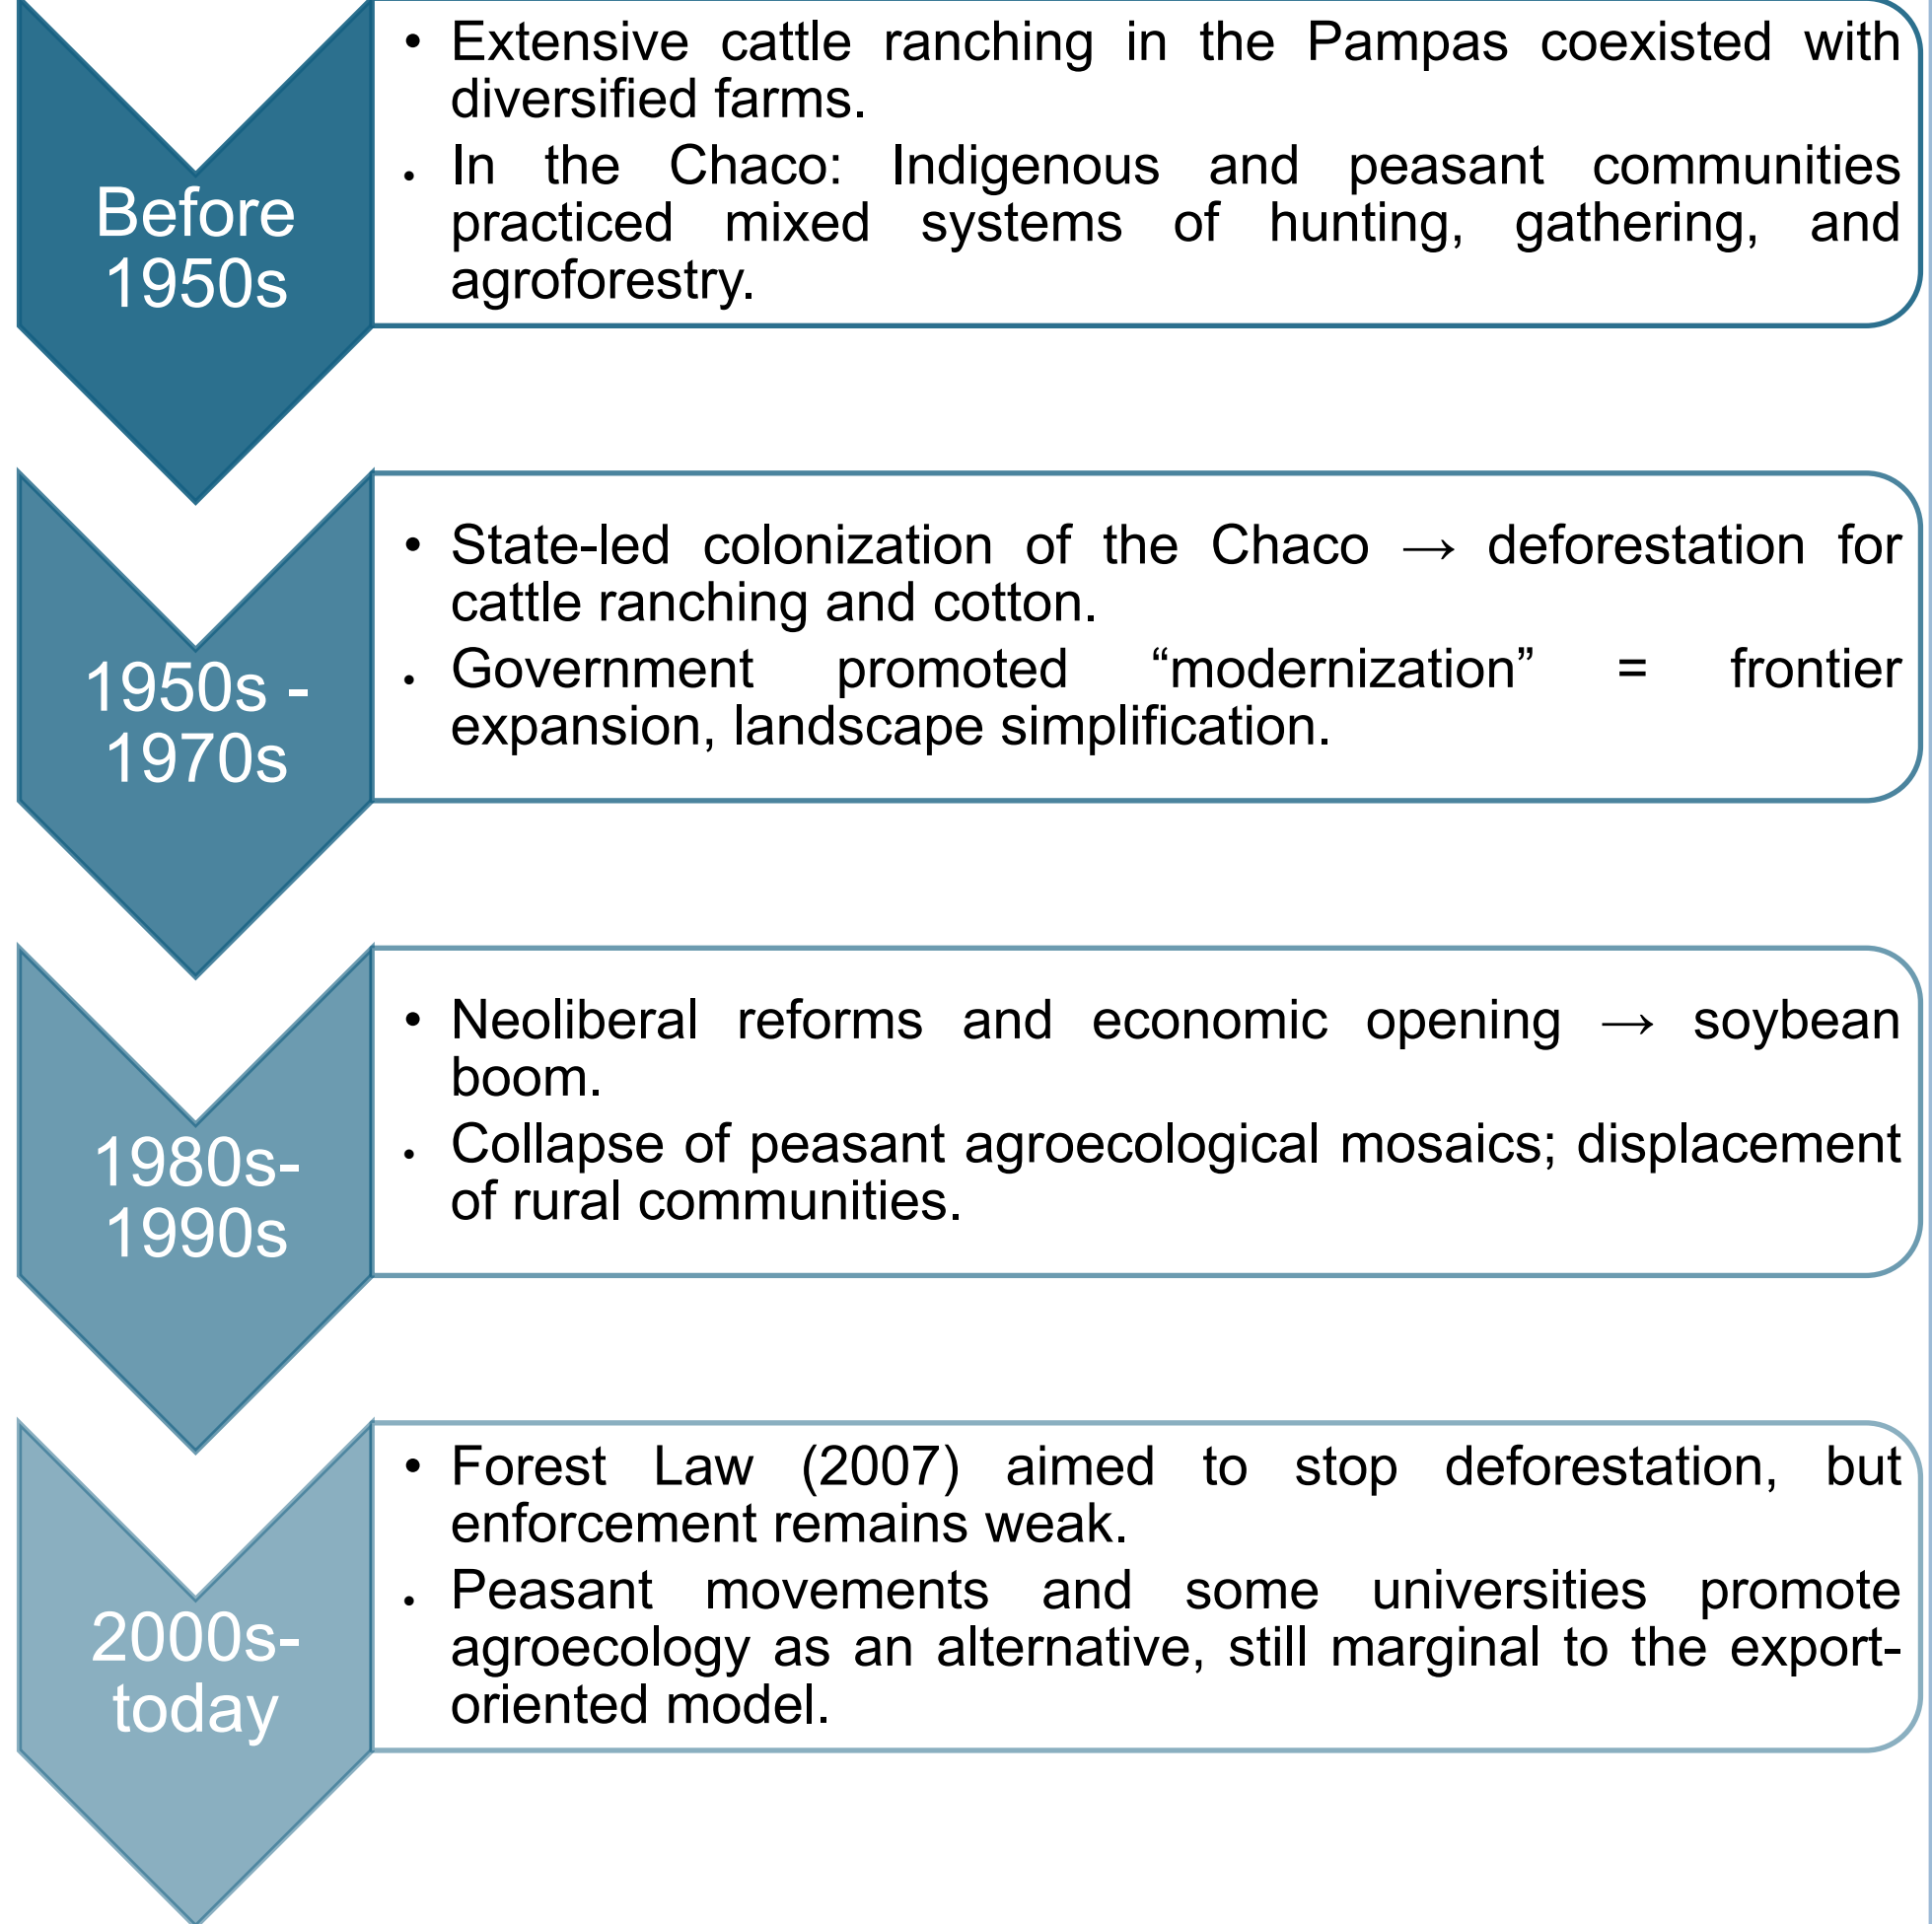 Before
1950s
• Extensive cattle ranching in the Pampas coexisted with
diversified farms.
• In the Chaco: Indigenous and peasant communities
practiced mixed systems of hunting, gathering, and
agroforestry.
1950s -
1970s
• State-led colonization of the Chaco → deforestation for
cattle ranching and cotton.
• Government promoted “modernization” = frontier
expansion, landscape simplification.
1980s-
1990s
• Neoliberal reforms and economic opening → soybean
boom.
• Collapse of peasant agroecological mosaics; displacement
of rural communities.
2000s-
today
• Forest Law (2007) aimed to stop deforestation, but
enforcement remains weak.
• Peasant movements and some universities promote
agroecology as an alternative, still marginal to the export-
oriented model.